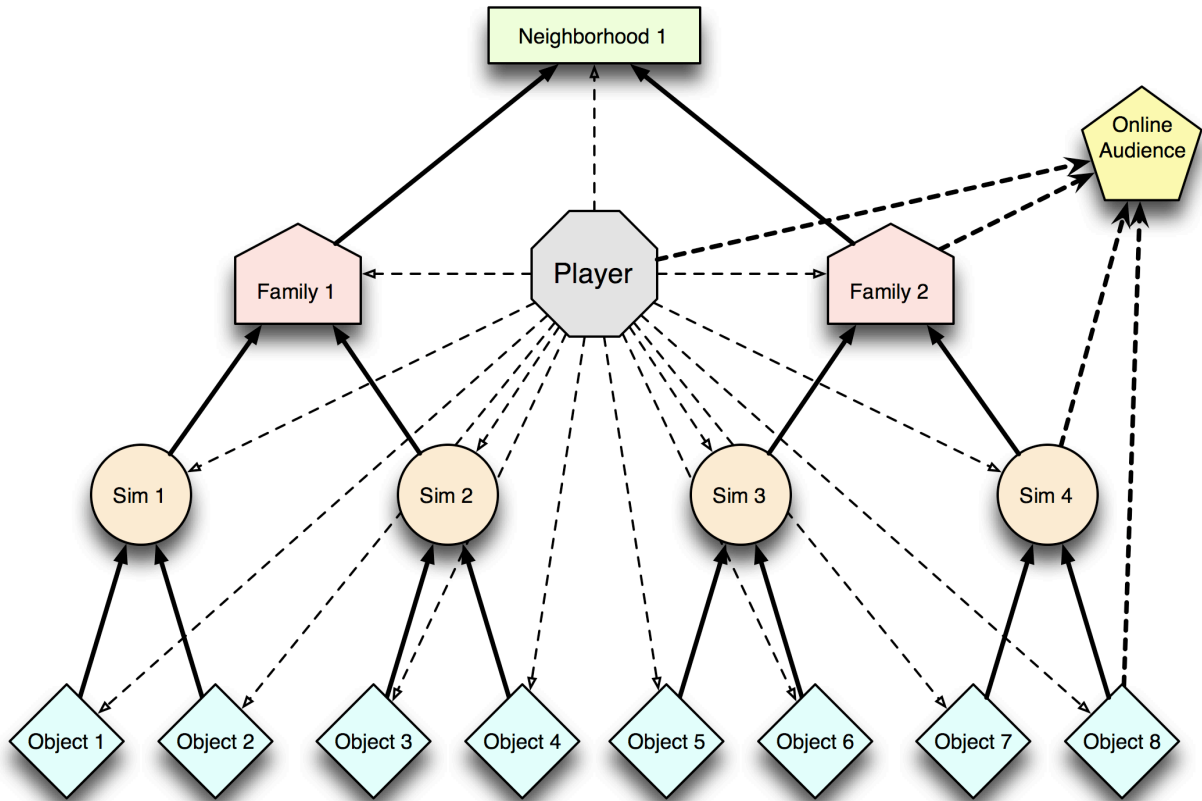 Neighborhood 1
Online
Audience
Player
Family 1
Family 2
Sim 1
Sim 2
Sim 3
Sim 4
Object 1
Object 2
Object 3
Object 4
Object 5
Object 6
Object 7
Object 8